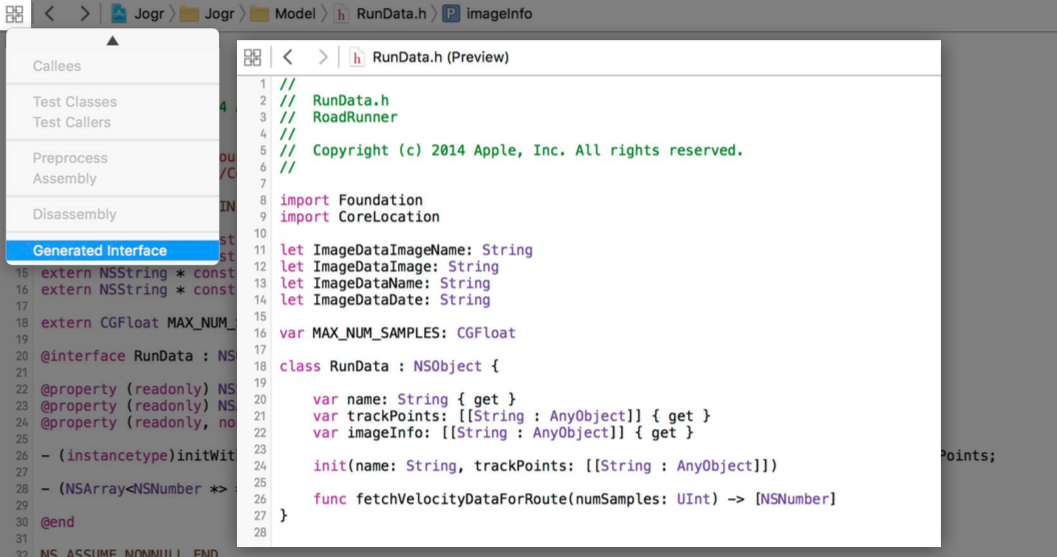 Jogr Jogr Model h RunData.h P imageInfo
Callees
Test Classes
Test Callers
Preprocess
Assembly
Disassembly
Generated Interface
h RunData.h (Preview)
1 //
2 // RunData.h
3 // RoadRunner
4 //
5 // Copyright (c) 2014 Apple, Inc. All rights reserved.
6 //
7
8 import Foundation
9 import CoreLocation
10
11 let ImageDataImageName: String
12 let ImageDataImage: String
13 let ImageDataName: String
14 let ImageDataDate: String
15
16 var MAX_NUM_SAMPLES: CGFloat
17
18 class RunData : NSObject {
19
20 var name: String { get }
21 var trackPoints: [[String : AnyObject]] { get }
22 var imageInfo: [[String : AnyObject]] { get }
23
24 init(name: String, trackPoints: [[String : AnyObject]])
25
26 func fetchVelocityDataForRoute(numSamples: UInt) -> [NSNumber]
27 }
28
15 extern NSString * const
16 extern NSString * const
17
18 extern CGFloat MAX_NUM_
19
20 @interface RunData : NS
21
22 @property (readonly) NS
23 @property (readonly) NS
24 @property (readonly, no
25
26 - (instancetype)initWit Points;
27
28 - (NSArray<NSNumber *>
29
30 @end
31
32 NS_ASSUME_NONNULL_END